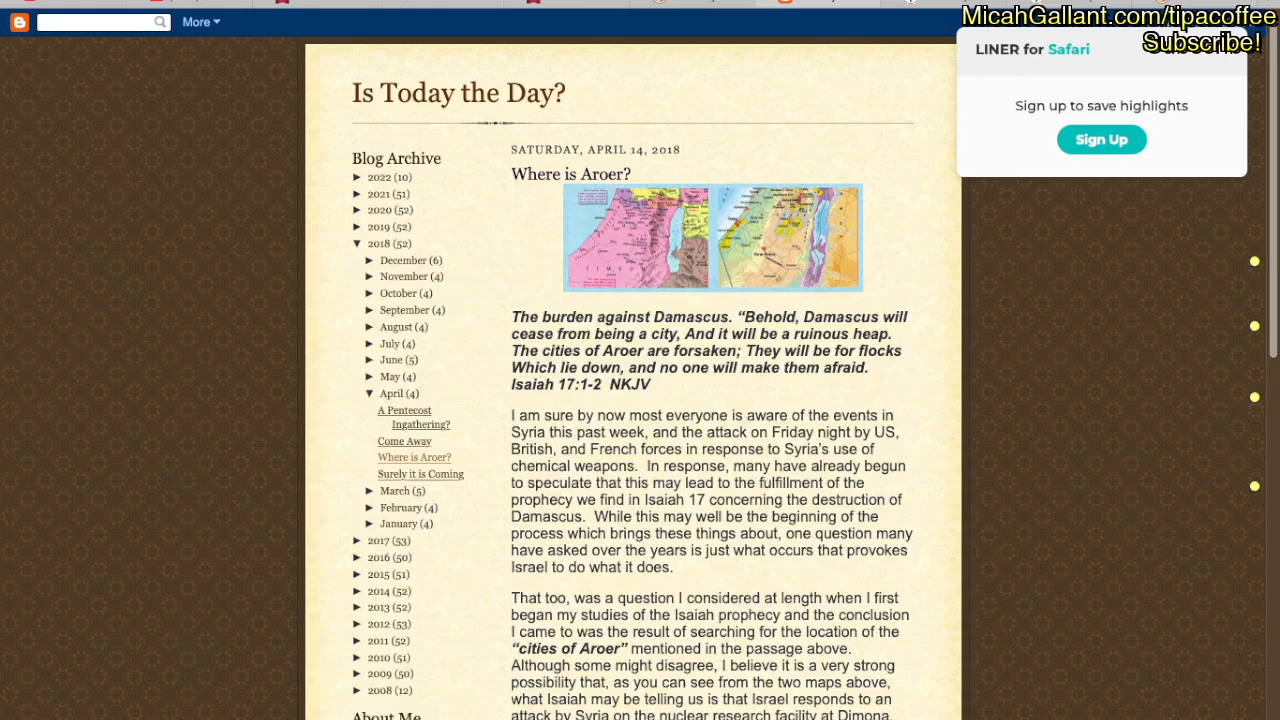 MicahGallant.com/tipacoffee
Subscribe!
More
LINER for Safari
Sign up to save highlights
Sign Up
Is Today the Day?
Blog Archive
► 2022 (10)
► 2021 (51)
► 2020 (52)
► 2019 (52)
▼ 2018 (52)
► December (6)
► November (4)
► October (4)
► September (4)
► August (4)
► July (4)
► June (5)
► May (4)
▼ April (4)
A Pentecost
Ingathering?
Come Away
Where is Aroer?
Surely it is Coming
► March (5)
► February (4)
► January (4)
► 2017 (53)
► 2016 (50)
► 2015 (51)
► 2014 (52)
► 2013 (52)
► 2012 (53)
► 2011 (52)
► 2010 (51)
► 2009 (50)
► 2008 (12)
About Me
SATURDAY, APRIL 14, 2018
Where is Aroer?
The burden against Damascus. “Behold, Damascus will
cease from being a city, And it will be a ruinous heap.
The cities of Aroer are forsaken; They will be for flocks
Which lie down, and no one will make them afraid.
Isaiah 17:1-2 NKJV
I am sure by now most everyone is aware of the events in
Syria this past week, and the attack on Friday night by US,
British, and French forces in response to Syria’s use of
chemical weapons. In response, many have already begun
to speculate that this may lead to the fulfillment of the
prophecy we find in Isaiah 17 concerning the destruction of
Damascus. While this may well be the beginning of the
process which brings these things about, one question many
have asked over the years is just what occurs that provokes
Israel to do what it does.
That too, was a question I considered at length when I first
began my studies of the Isaiah prophecy and the conclusion
I came to was the result of searching for the location of the
“cities of Aroer” mentioned in the passage above.
Although some might disagree, I believe it is a very strong
possibility that, as you can see from the two maps above,
what Isaiah may be telling us is that Israel responds to an
attack by Syria on the nuclear research facility at Dimona.